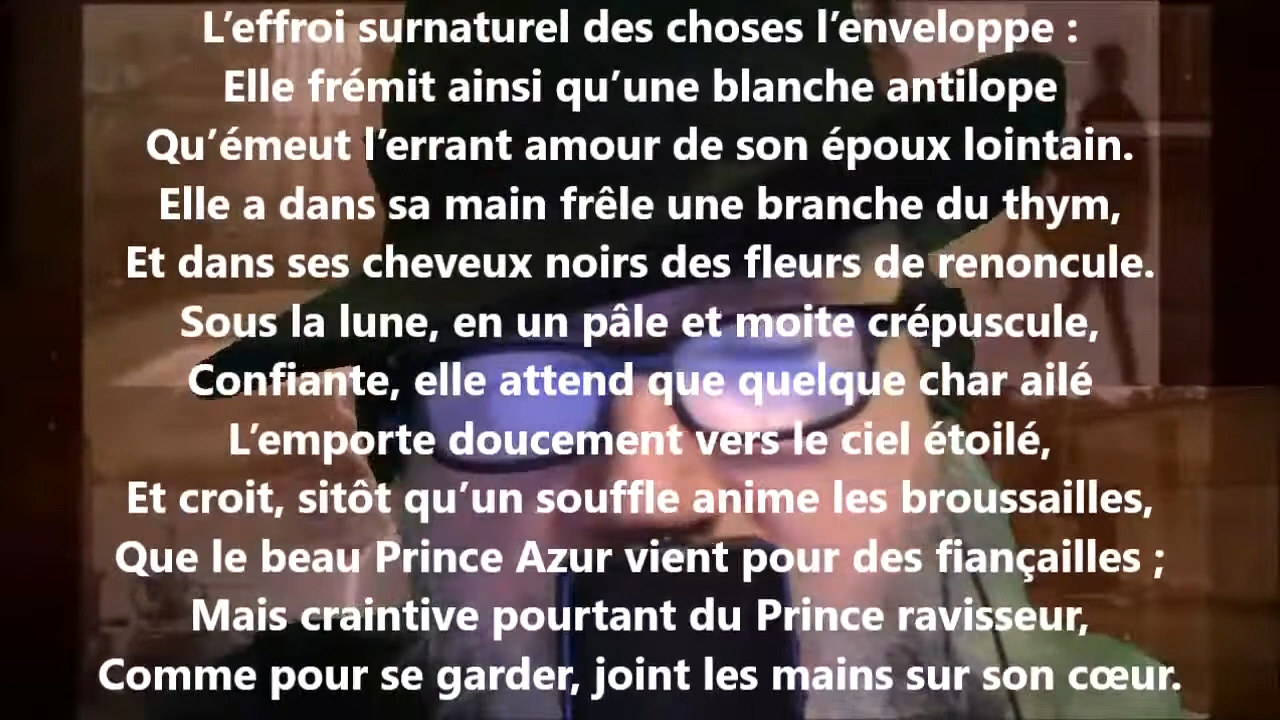 L’effroi surnaturel des choses l’enveloppe :
Elle frémit ainsi qu’une blanche antilope
Qu’émeut l’errant amour de son époux lointain.
Elle a dans sa main frêle une branche du thym,
Et dans ses cheveux noirs des fleurs de renoncule.
Sous la lune, en un pâle et moite crépuscule,
Confiante, elle attend que quelque char ailé
L’emporte doucement vers le ciel étoilé,
Et croit, sitôt qu’un souffle anime les broussailles,
Que le beau Prince Azur vient pour des fiançailles ;
Mais craintive pourtant du Prince ravisseur,
Comme pour se garder, joint les mains sur son cœur.